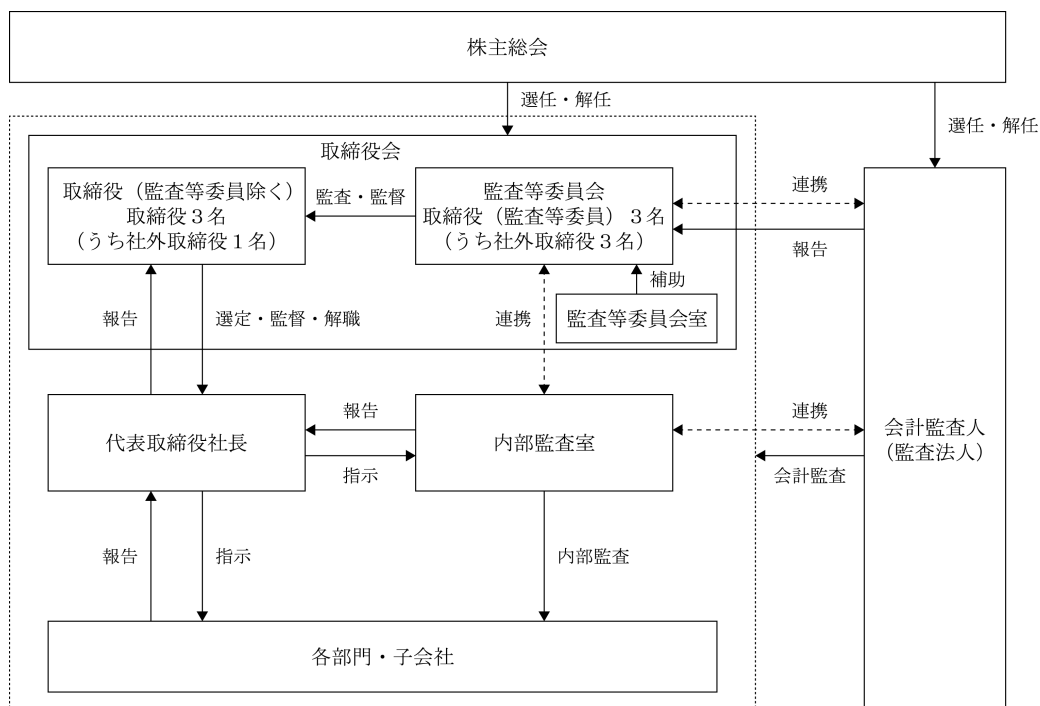 株主総会
選任・解任
選任・解任
取締役会
取締役（監査等委員除く）
取締役３名
（うち社外取締役１名）
監査・監督
監査等委員会
取締役（監査等委員）３名
（うち社外取締役３名）
連携
報告
補助
監査等委員会室
報告
選定・監督・解職
連携
代表取締役社長
報告
指示
内部監査室
連携
会計監査
会計監査人
（監査法人）
報告
指示
内部監査
各部門・子会社